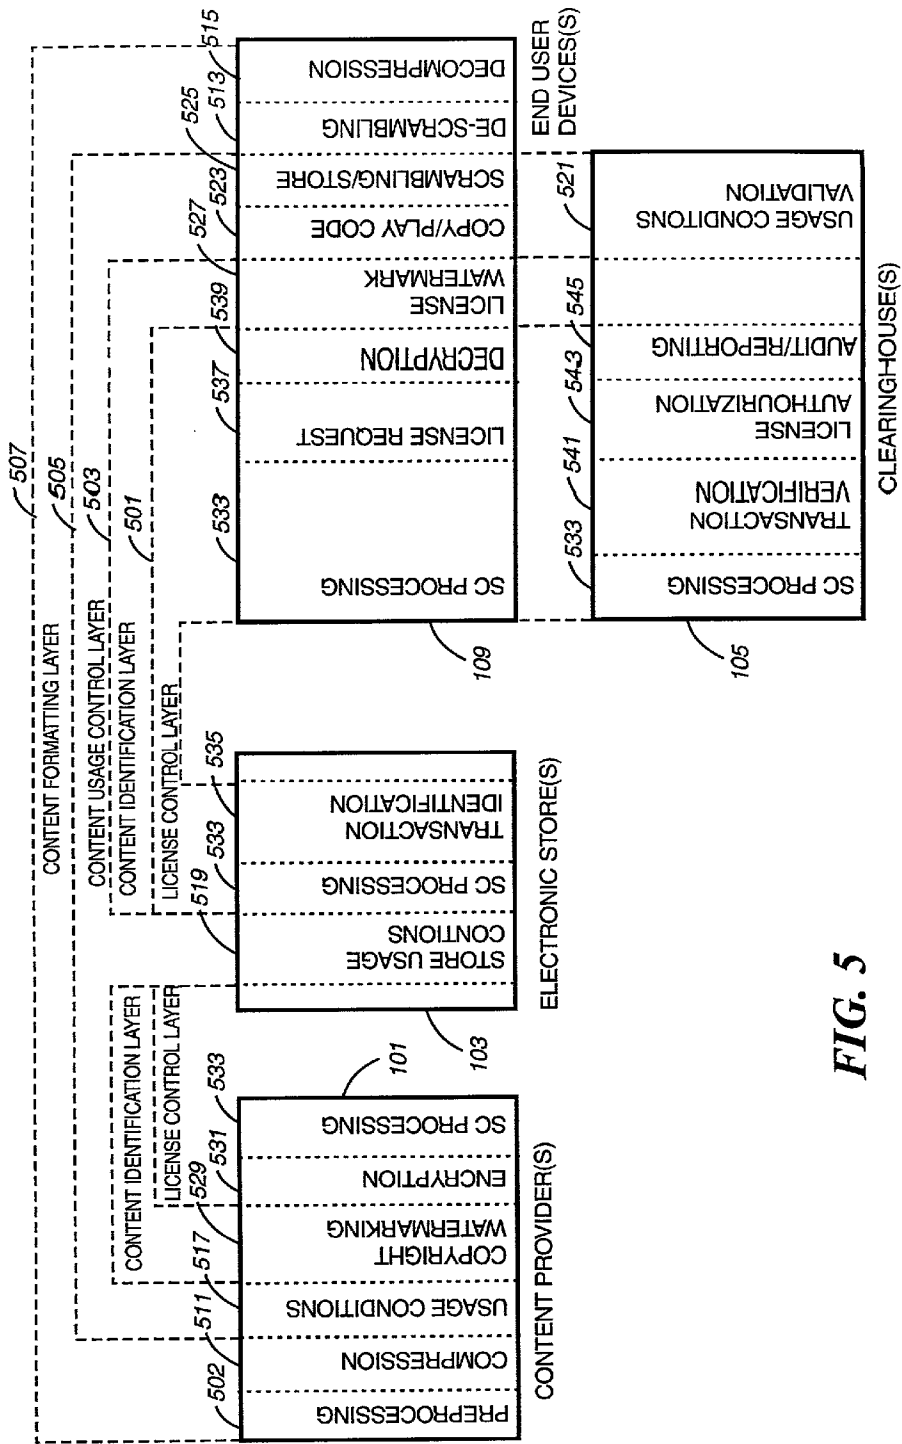 507
CONTENT FORMATTING LAYER
505
CONTENT USAGE CONTROL LAYER
503
CONTENT IDENTIFICATION LAYER
501
LICENSE CONTROL LAYER
CONTENT IDENTIFICATION LAYER
LICENSE CONTROL LAYER
502
511
517
529
531
533
101
PREPROCESSING
COMPRESSION
USAGE CONDITIONS
COPYRIGHT
WATERMARKING
ENCRYPTION
SC PROCESSING
CONTENT PROVIDER(S)
103
519
533
535
STORE USAGE
CONTIONS
SC PROCESSING
TRANSACTION
IDENTIFICATION
ELECTRONIC STORE(S)
109
533
537
539
527
523
525
513
515
SC PROCESSING
LICENSE REQUEST
DECRYPTION
LICENSE
WATERMARK
COPY/PLAY CODE
SCRAMBLING/STORE
DE-SCRAMBLING
DECOMPRESSION
END USER
DEVICES(S)
105
533
541
543
545
521
SC PROCESSING
TRANSACTION
VERIFICATION
LICENSE
AUTHOURIZATION
AUDIT/REPORTING
USAGE CONDITONS
VALIDATION
CLEARINGHOUSE(S)
FIG. 5